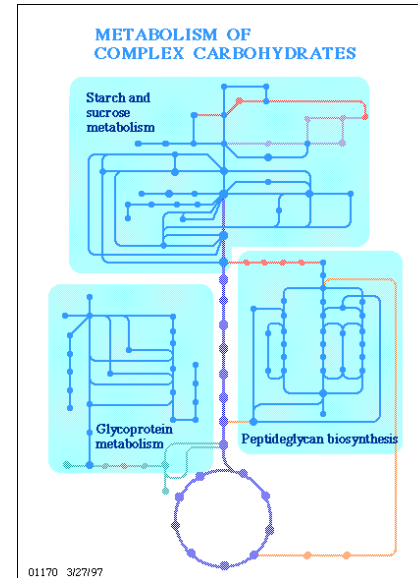 METABOLISM OF
COMPLEX CARBOHYDRATES
Starch and
sucrose
metabolism
Glycoprotein
metabolism
Peptideglycan biosynthesis
01170 3/27/97